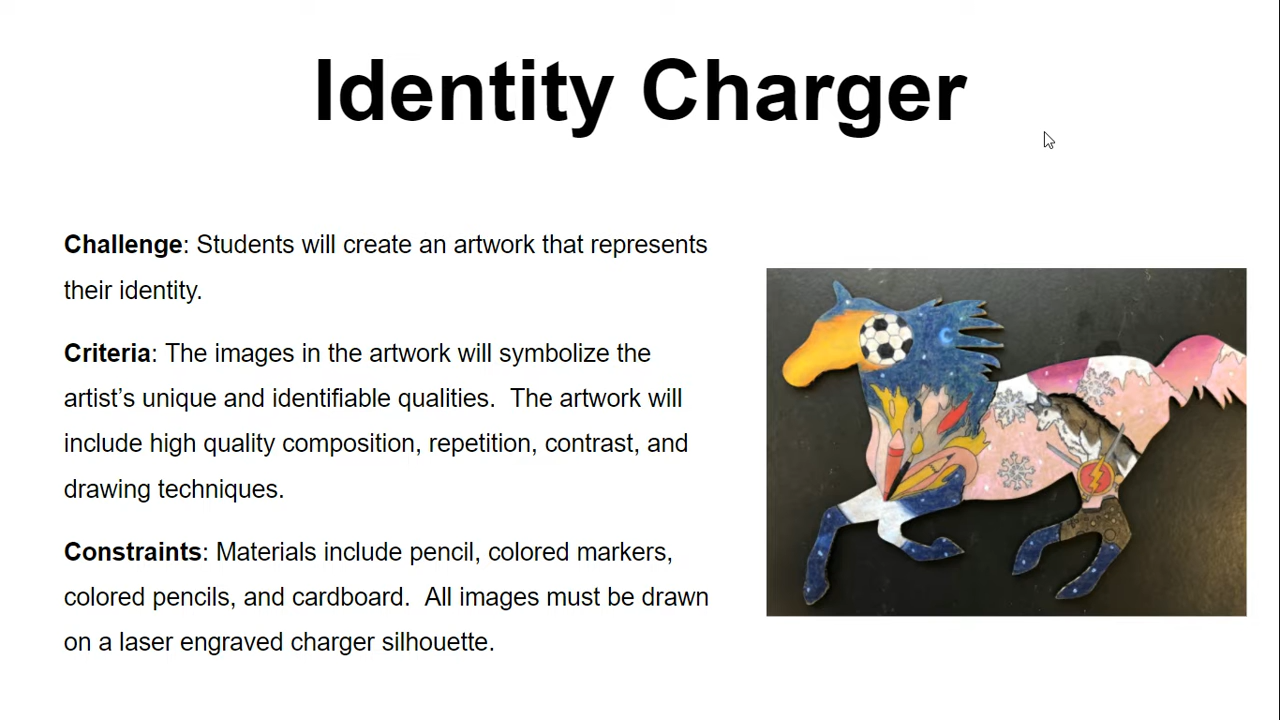 Identity Charger
Challenge: Students will create an artwork that represents
their identity.
Criteria: The images in the artwork will symbolize the
artist’s unique and identifiable qualities.  The artwork will
include high quality composition, repetition, contrast, and
drawing techniques.
Constraints: Materials include pencil, colored markers,
colored pencils, and cardboard.  All images must be drawn
on a laser engraved charger silhouette.